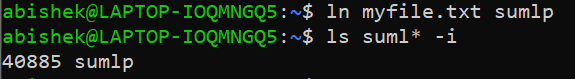 abishek@LAPTOP-IOQMNGQ5:~$ ln myfile.txt sumlp
abishek@LAPTOP-IOQMNGQ5:~$ ls suml* -i
40885 sumlp